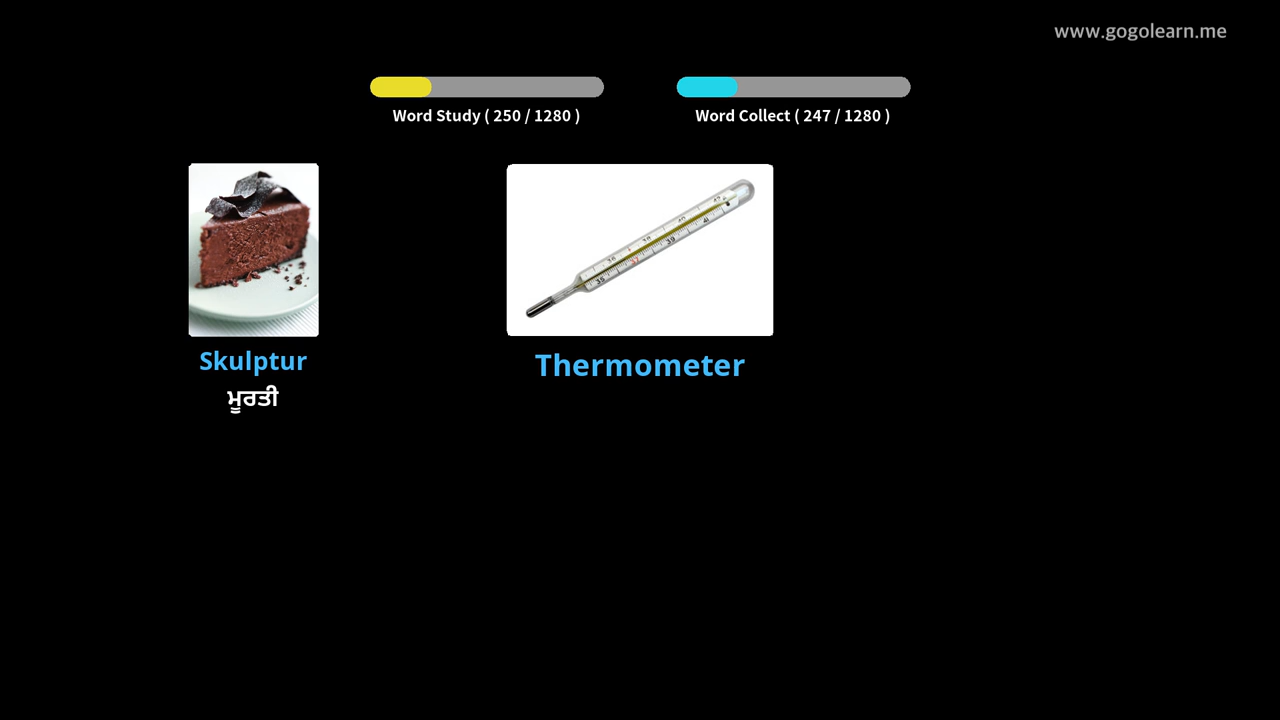 www.gogolearn.me
Word Study ( 250 / 1280 )
Word Collect ( 247 / 1280 )
Skulptur
ਮੂਰਤੀ
Thermometer